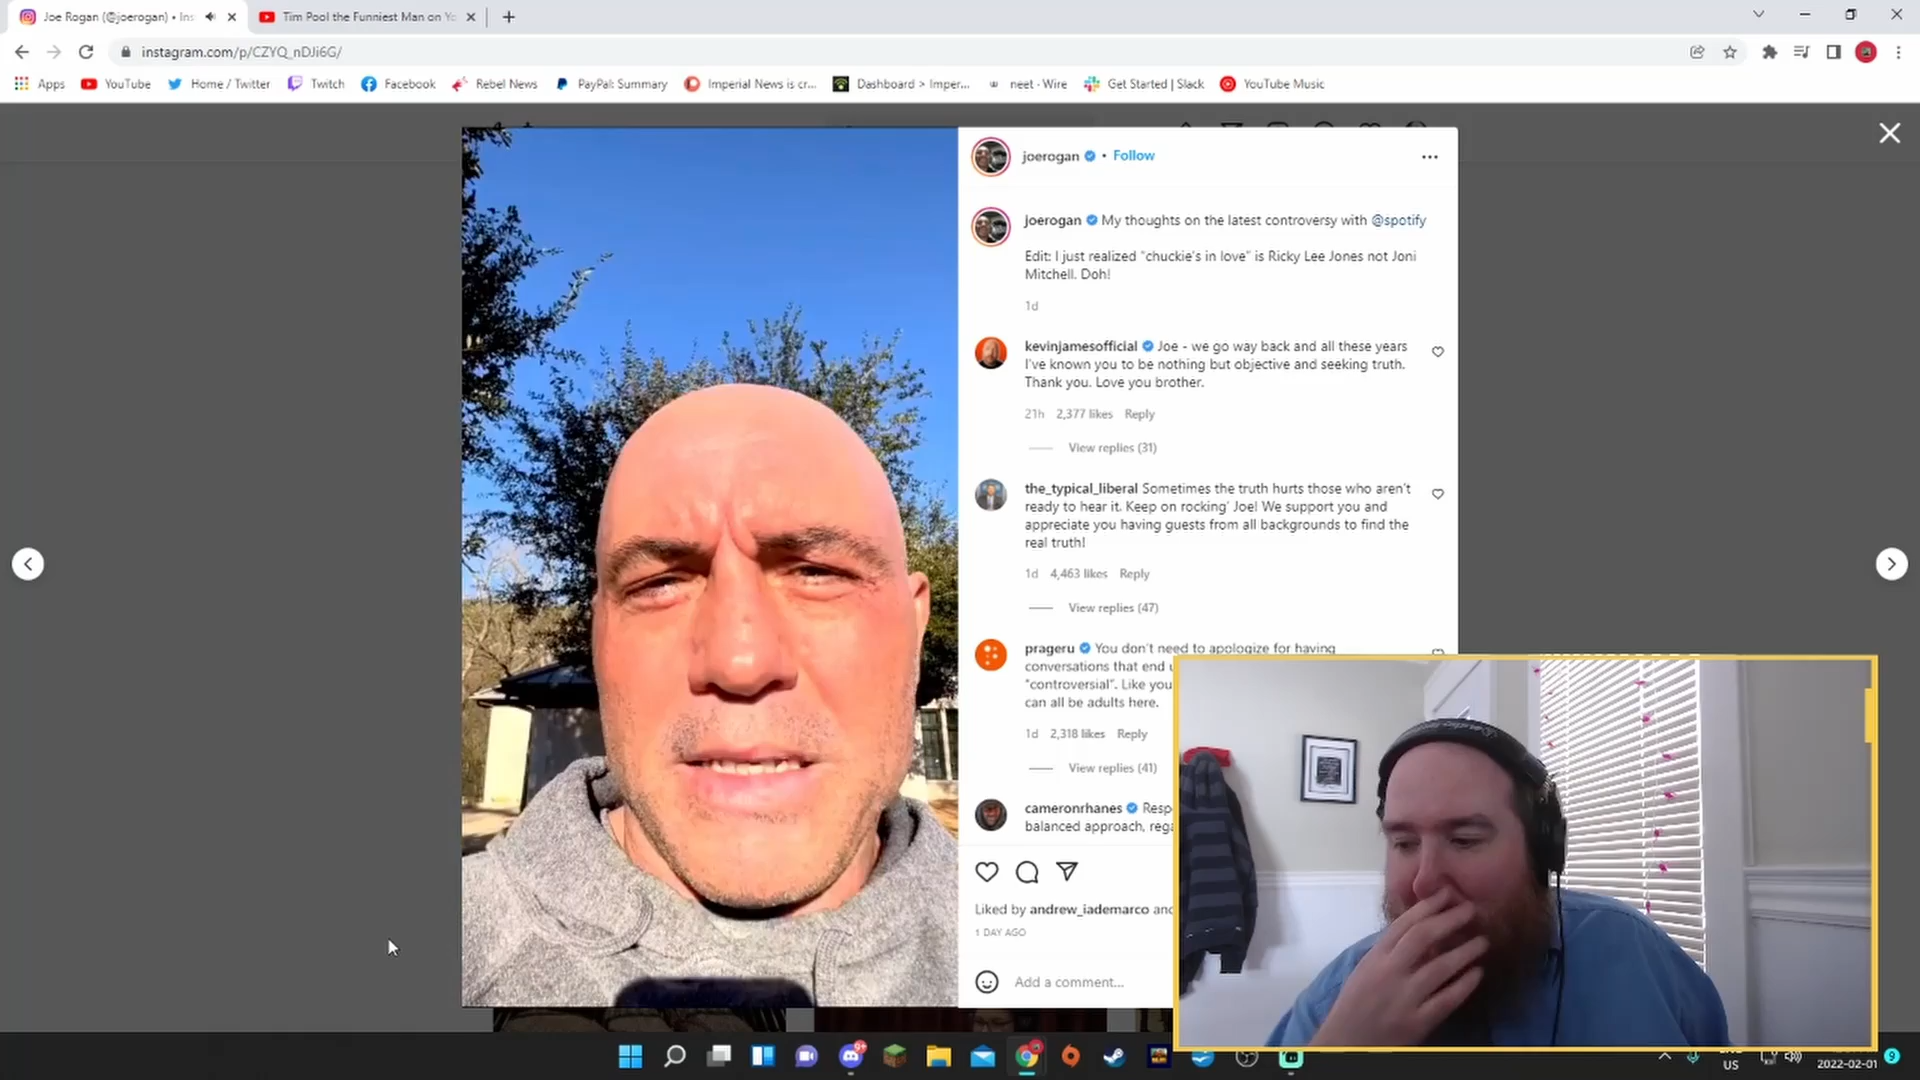 Joe Rogan (@joerogan) • Ins
Tim Pool the Funniest Man on Yo
instagram.com/p/CZYQ_nDJi6G/
Apps
YouTube
Home / Twitter
Twitch
Facebook
Rebel News
PayPal: Summary
Imperial News is cr...
Dashboard > Imper...
neet - Wire
Get Started | Slack
YouTube Music
joerogan • Follow
joerogan My thoughts on the latest controversy with @spotify
Edit: I just realized "chuckie's in love" is Ricky Lee Jones not Joni
Mitchell. Doh!
1d
kevinjamesofficial Joe - we go way back and all these years
I've known you to be nothing but objective and seeking truth.
Thank you. Love you brother.
21h 2,377 likes Reply
View replies (31)
the_typical_liberal Sometimes the truth hurts those who aren't
ready to hear it. Keep on rocking' Joe! We support you and
appreciate you having guests from all backgrounds to find the
real truth!
1d 4,463 likes Reply
View replies (47)
prageru You don't need to apologize for having
conversations that end u
"controversial". Like you
can all be adults here.
1d 2,318 likes Reply
View replies (41)
cameronrhanes Resp
balanced approach, rega
Liked by andrew_iademarco and
1 DAY AGO
Add a comment...
9+
US
2022-02-01
9